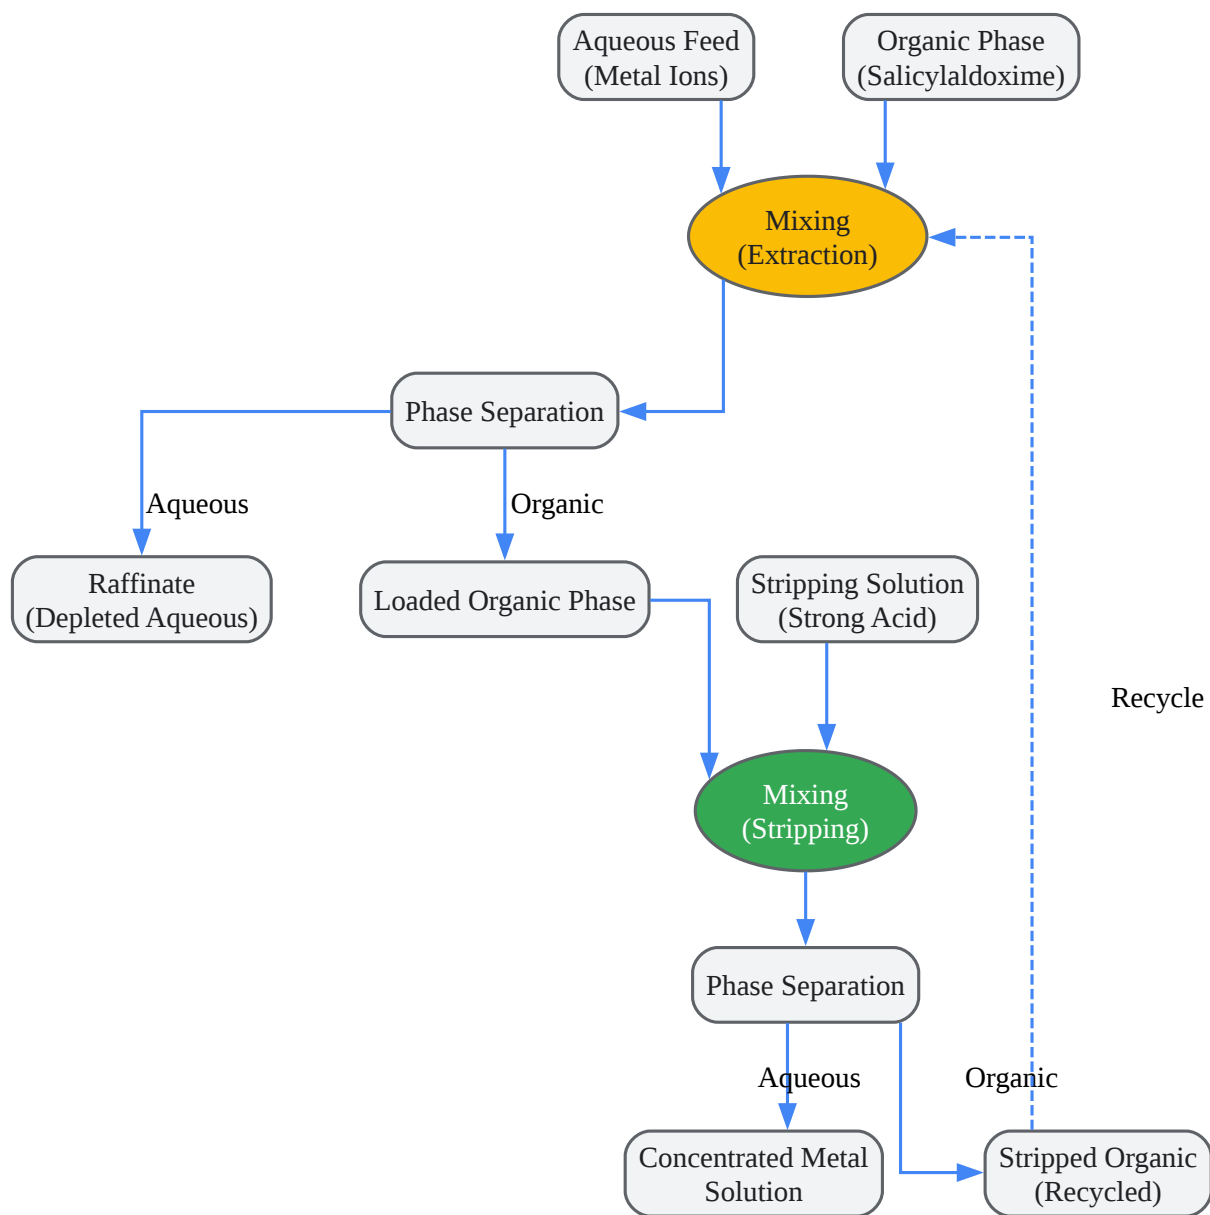 Aqueous Feed
(Metal Ions)
Organic Phase
(Salicylaldoxime)
Mixing
(Extraction)
Phase Separation
Aqueous
Organic
Raffinate
(Depleted Aqueous)
Loaded Organic Phase
Stripping Solution
(Strong Acid)
Recycle
Mixing
(Stripping)
Phase Separation
Aqueous
Organic
Concentrated Metal
Solution
Stripped Organic
(Recycled)